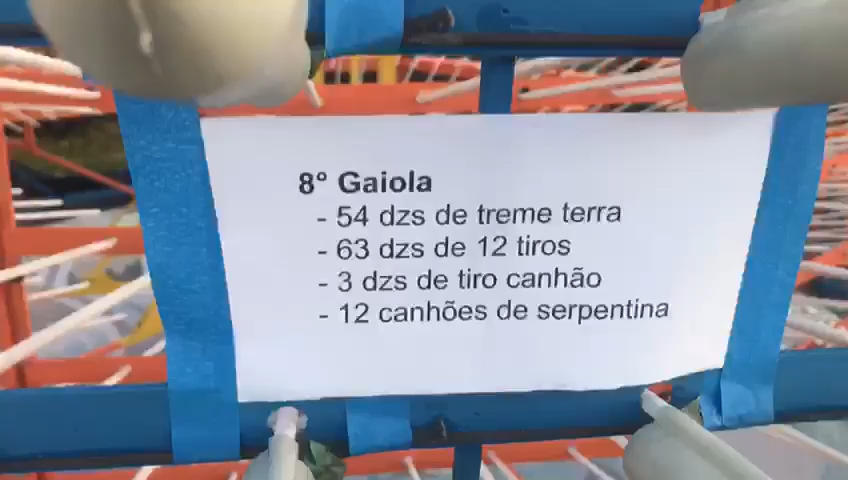 8° Gaiola
- 54 dzs de treme terra
- 63 dzs de 12 tiros
- 3 dzs de tiro canhão
- 12 canhões de serpentina